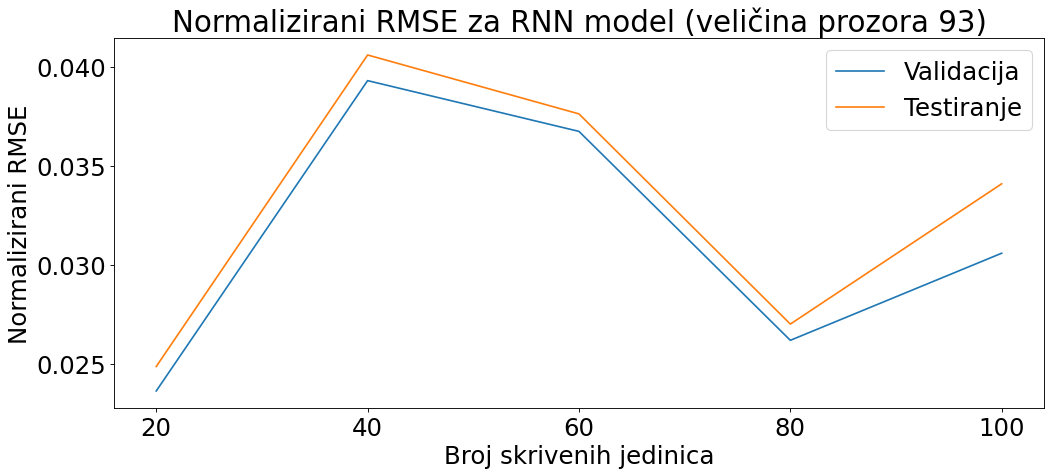 Normalizirani RMSE za RNN model (veličina prozora 93)
Validacija
Testiranje
Normalizirani RMSE
0.040
0.035
0.030
0.025
20 40 60 80 100
Broj skrivenih jedinica